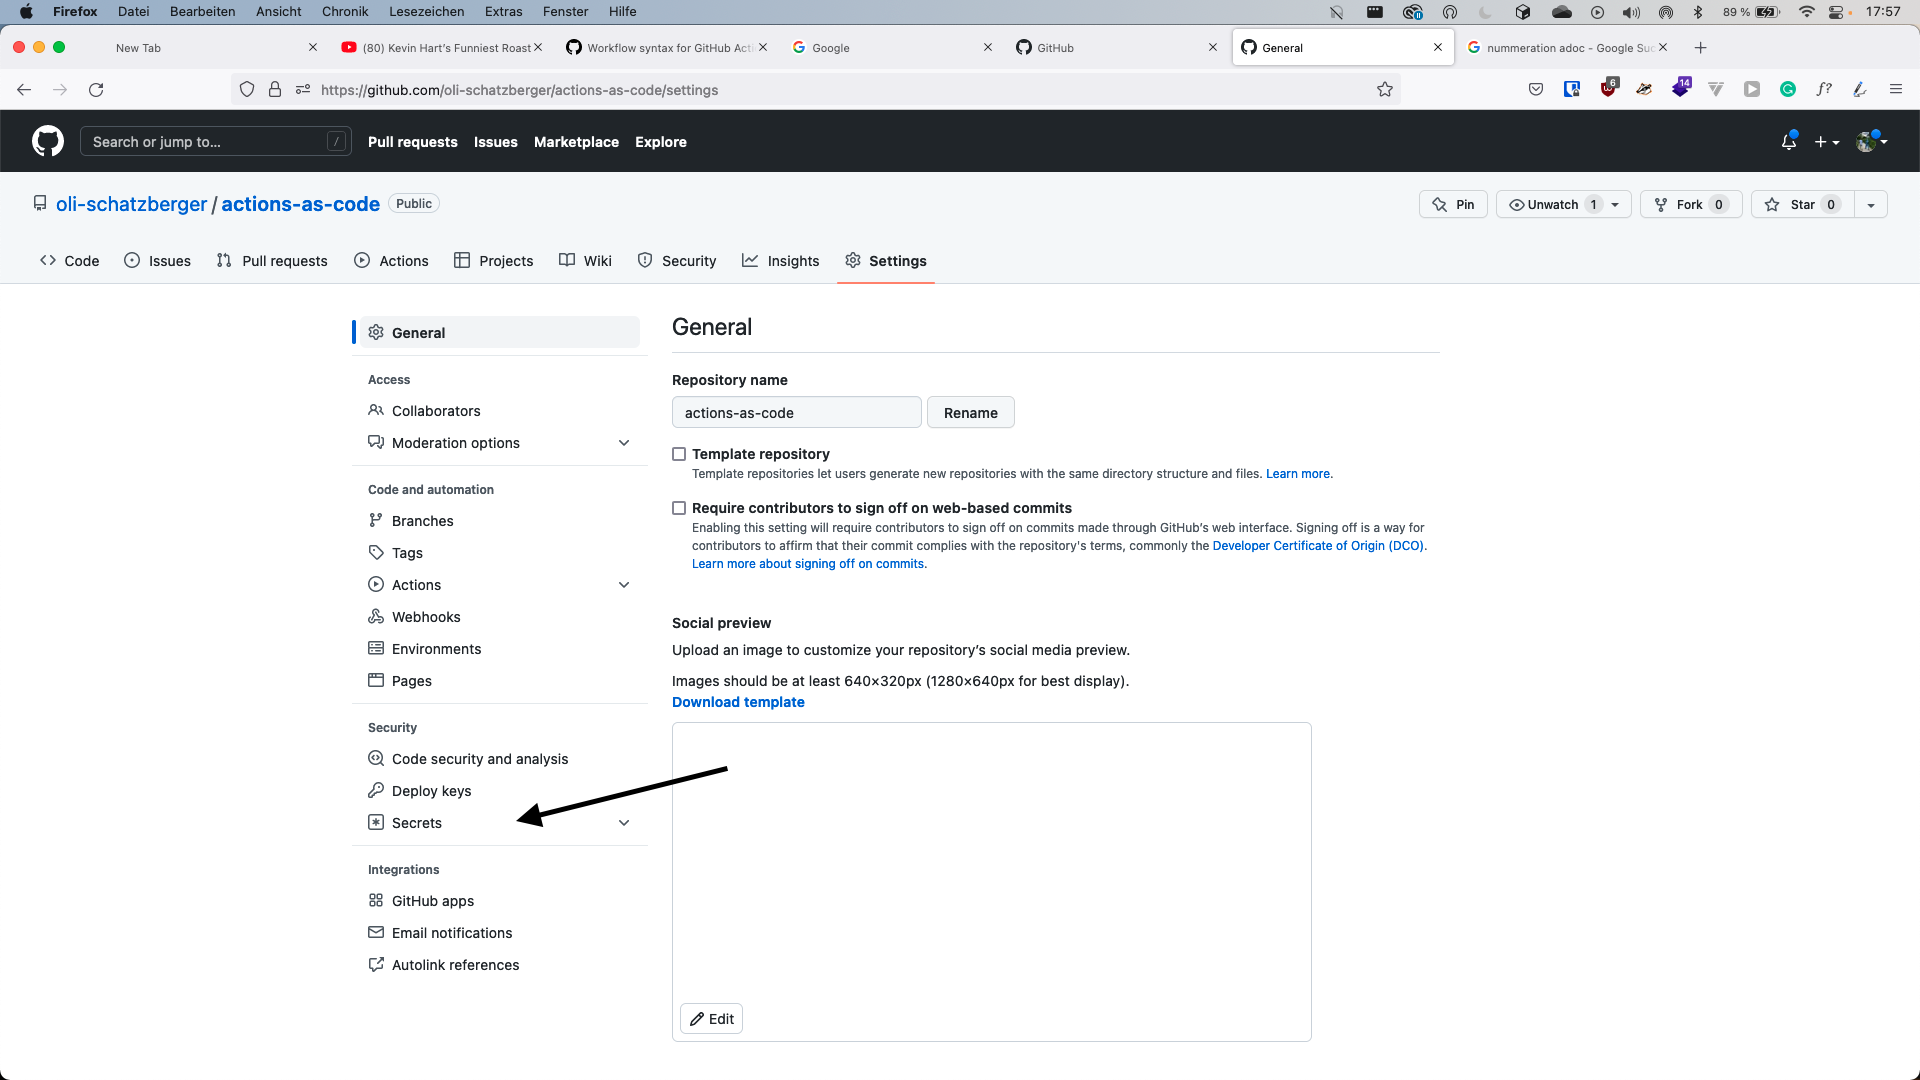 Firefox Datei Bearbeiten Ansicht Chronik Lesezeichen Extras Fenster Hilfe 89 % 17:57
New Tab (80) Kevin Hart's Funniest Roast Workflow syntax for GitHub Acti Google GitHub General nummeration adoc - Google Suc
https://github.com/oli-schatzberger/actions-as-code/settings 6 14 f?
Search or jump to... / Pull requests Issues Marketplace Explore
oli-schatzberger / actions-as-code Public Pin Unwatch 1 Fork 0 Star 0
Code Issues Pull requests Actions Projects Wiki Security Insights Settings
General
Access
Collaborators
Moderation options
Code and automation
Branches
Tags
Actions
Webhooks
Environments
Pages
Security
Code security and analysis
Deploy keys
Secrets
Integrations
GitHub apps
Email notifications
Autolink references
General
Repository name
actions-as-code Rename
Template repository
Template repositories let users generate new repositories with the same directory structure and files. Learn more.
Require contributors to sign off on web-based commits
Enabling this setting will require contributors to sign off on commits made through GitHub's web interface. Signing off is a way for
contributors to affirm that their commit complies with the repository's terms, commonly the Developer Certificate of Origin (DCO).
Learn more about signing off on commits.
Social preview
Upload an image to customize your repository's social media preview.
Images should be at least 640×320px (1280×640px for best display).
Download template
Edit